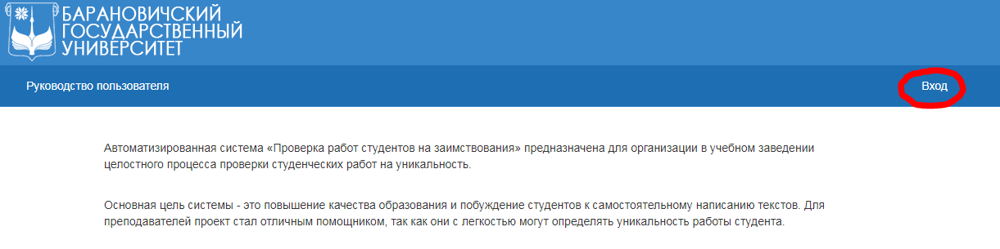 БАРАНОВИЧСКИЙ
ГОСУДАРСТВЕННЫЙ
УНИВЕРСИТЕТ
Руководство пользователя
Вход
Автоматизированная система «Проверка работ студентов на заимствования» предназначена для организации в учебном заведении
целостного процесса проверки студенческих работ на уникальность.
Основная цель системы - это повышение качества образования и побуждение студентов к самостоятельному написанию текстов. Для
преподавателей проект стал отличным помощником, так как они с легкостью могут определять уникальность работы студента.